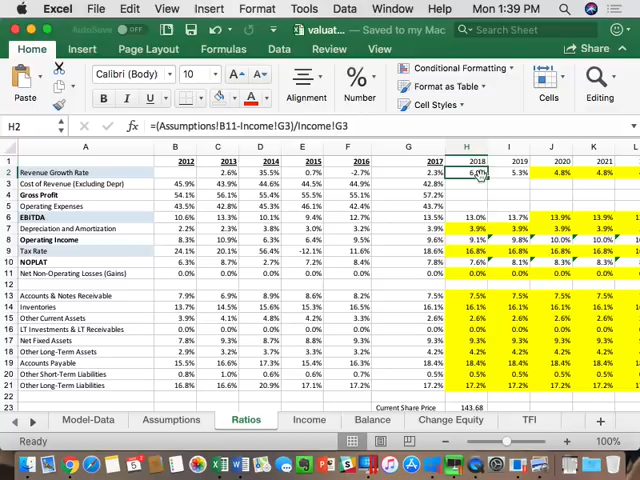 Excel File Edit View Insert Format Tools Data Window Help Mon 1:39 PM
AutoSave OFF valuat... — Saved to my Mac Search Sheet
Home Insert Page Layout Formulas Data Review View Share
Paste Calibri (Body) 10 A A B I U A Alignment % Number Conditional Formatting Format as Table Cell Styles Cells Editing
H2 fx =(Assumptions!B11-Income!G3)/Income!G3
A B C D E F G H I J K L
1 2012 2013 2014 2015 2016 2017 2018 2019 2020 2021
2 Revenue Growth Rate 2.6% 35.5% 0.7% -2.7% 2.3% 5.3% 4.8% 4.8%
3 Cost of Revenue (Excluding Depr) 45.9% 43.9% 44.6% 44.5% 44.9% 42.8%
4 Gross Profit 54.1% 56.1% 55.4% 55.5% 55.1% 57.2%
5 Operating Expenses 43.5% 42.8% 45.3% 46.1% 42.4% 43.7%
6 EBITDA 10.6% 13.3% 10.1% 9.4% 12.7% 13.5% 13.0% 13.7% 13.9% 13.9%
7 Depreciation and Amortization 2.2% 2.3% 3.8% 3.1% 3.2% 3.9% 3.9% 3.9% 3.9% 3.9%
8 Operating Income 8.3% 10.9% 6.3% 6.4% 9.5% 9.6% 9.1% 9.8% 10.0% 10.0%
9 Tax Rate 24.1% 20.1% 56.4% -12.1% 11.6% 18.6% 16.8% 16.8% 16.8% 16.8%
10 NOPLAT 6.3% 8.7% 2.7% 7.2% 8.4% 7.8% 7.6% 8.1% 8.3% 8.3%
11 Net Non-Operating Losses (Gains) 0.0% 0.0% 0.0% 0.0% 0.0% 0.0% 0.0% 0.0% 0.0% 0.0%
12
13 Accounts & Notes Receivable 7.9% 6.9% 8.9% 8.6% 8.2% 7.5% 7.5% 7.5% 7.5% 7.5%
14 Inventories 16.3% 15.2% 15.7% 15.6% 16.5% 16.1% 16.1% 16.1% 16.1% 16.1%
15 Other Current Assets 3.9% 4.1% 4.8% 2.7% 3.2% 2.6% 2.6% 2.6% 2.6% 2.6%
16 LT Investments & LT Receivables 0.0% 0.0% 0.0% 0.0% 0.0% 0.0% 0.0% 0.0% 0.0% 0.0%
17 Net Fixed Assets 7.8% 9.3%
18 Other Long-Term Assets 2.9% 3.2% 3.7% 3.3% 3.2% 4.2% 4.2% 4.2% 4.2% 4.2%
19 Accounts Payable 15.5% 16.6% 17.3% 15.4% 16.3% 18.4% 18.4% 18.4% 18.4% 18.4%
20 Other Short-Term Liabilities 0.8% 1.0% 0.6% 0.7% 0.2% 0.5% 0.5% 0.5% 0.5% 0.5%
21 Other Long-Term Liabilities 16.8% 16.6% 20.9% 17.1% 17.2% 17.2% 17.2% 17.2% 17.2% 17.2%
22
23 Current Share Price 143.68
Model-Data Assumptions Ratios Income Balance Change Equity TFI +
Ready 100%